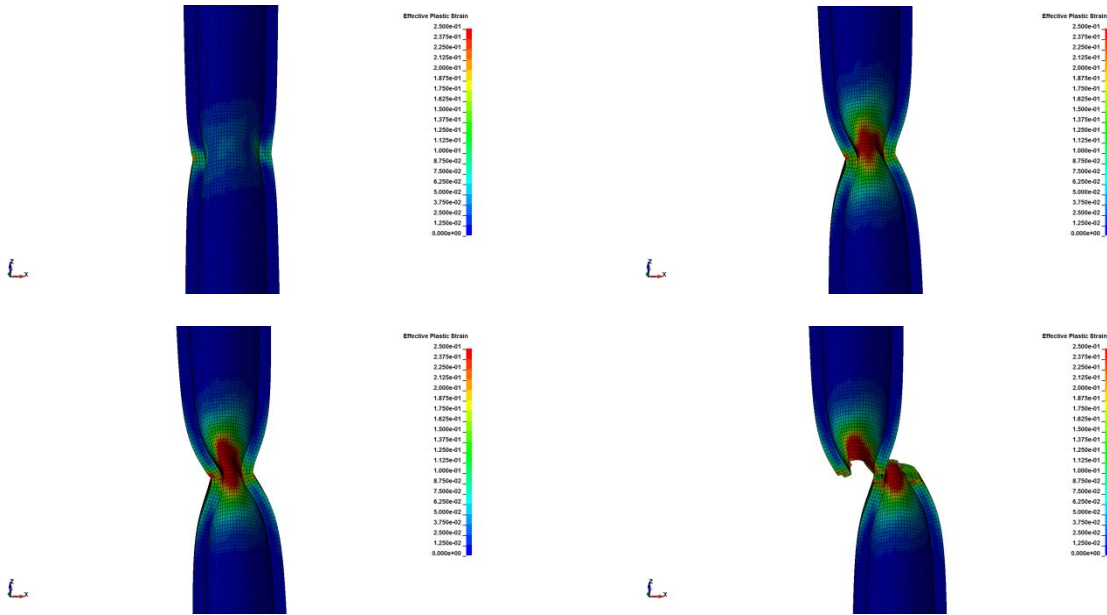 Effective Plastic Strain
2.500e-01
2.375e-01
2.250e-01
2.125e-01
2.000e-01
1.875e-01
1.750e-01
1.625e-01
1.500e-01
1.375e-01
1.250e-01
1.125e-01
1.000e-01
8.750e-02
7.500e-02
6.250e-02
5.000e-02
3.750e-02
2.500e-02
1.250e-02
0.000e+00
Z
X
Effective Plastic Strain
2.500e-01
2.375e-01
2.250e-01
2.125e-01
2.000e-01
1.875e-01
1.750e-01
1.625e-01
1.500e-01
1.375e-01
1.250e-01
1.125e-01
1.000e-01
8.750e-02
7.500e-02
6.250e-02
5.000e-02
3.750e-02
2.500e-02
1.250e-02
0.000e+00
Z
X
Effective Plastic Strain
2.500e-01
2.375e-01
2.250e-01
2.125e-01
2.000e-01
1.875e-01
1.750e-01
1.625e-01
1.500e-01
1.375e-01
1.250e-01
1.125e-01
1.000e-01
8.750e-02
7.500e-02
6.250e-02
5.000e-02
3.750e-02
2.500e-02
1.250e-02
0.000e+00
Z
X
Effective Plastic Strain
2.500e-01
2.375e-01
2.250e-01
2.125e-01
2.000e-01
1.875e-01
1.750e-01
1.625e-01
1.500e-01
1.375e-01
1.250e-01
1.125e-01
1.000e-01
8.750e-02
7.500e-02
6.250e-02
5.000e-02
3.750e-02
2.500e-02
1.250e-02
0.000e+00
Z
X